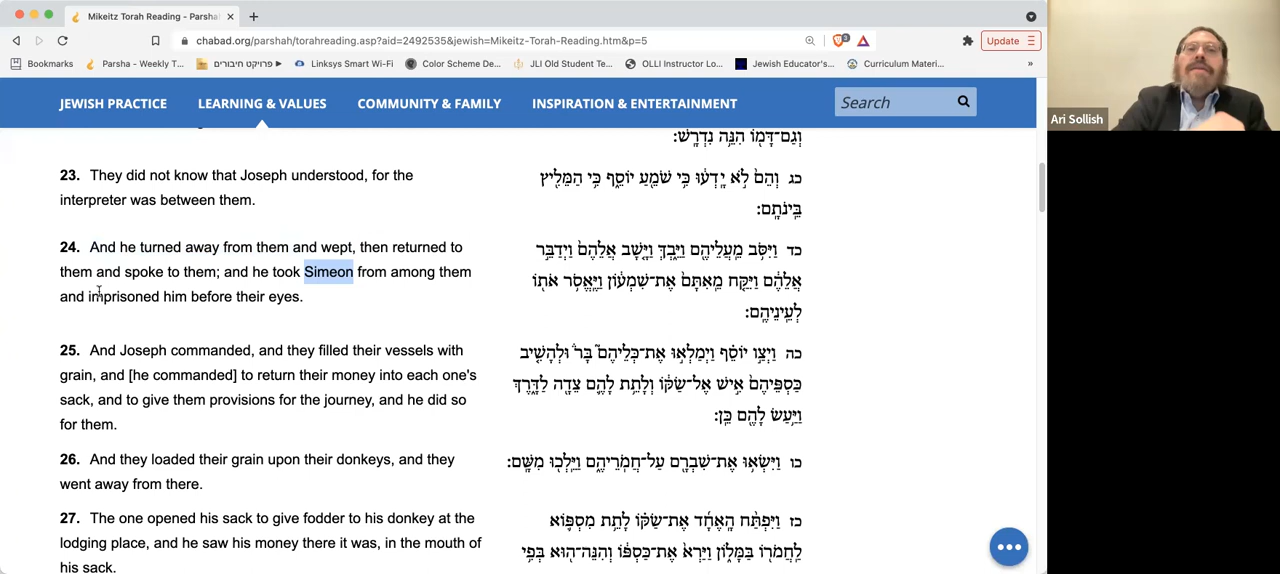 Mikeitz Torah Reading - Parsha
chabad.org/parshah/torahreading.asp?aid=2492535&jewish=Mikeitz-Torah-Reading.htm&p=5
3
Update
Bookmarks
Parsha - Weekly T...
פרויקט חיבורים
Linksys Smart Wi-Fi
Color Scheme De...
JLI Old Student Te...
OLLI Instructor Lo...
Jewish Educator's...
Curriculum Materi...
»
Ari Sollish
JEWISH PRACTICE
LEARNING & VALUES
COMMUNITY & FAMILY
INSPIRATION & ENTERTAINMENT
Search
וְגַם־דָּמ֖וֹ הִנֵּ֥ה נִדְרָֽשׁ:
23. They did not know that Joseph understood, for the
interpreter was between them.
כג וְהֵם֙ לֹ֣א יָֽדְע֔וּ כִּ֥י שֹׁמֵ֖עַ יוֹסֵ֑ף כִּ֥י הַמֵּלִ֖יץ
בֵּֽינֹתָֽם:
24. And he turned away from them and wept, then returned to
them and spoke to them; and he took Simeon from among them
and imprisoned him before their eyes.
כד וַיִּסֹּ֥ב מֵֽעֲלֵיהֶ֖ם וַיֵּ֑בְךְּ וַיָּ֤שָׁב אֲלֵהֶם֙ וַיְדַבֵּ֣ר
אֲלֵהֶ֔ם וַיִּקַּ֤ח מֵֽאִתָּם֙ אֶת־שִׁמְע֔וֹן וַיֶּֽאֱסֹ֥ר אֹת֖וֹ
לְעֵֽינֵיהֶֽם:
25. And Joseph commanded, and they filled their vessels with
grain, and [he commanded] to return their money into each one's
sack, and to give them provisions for the journey, and he did so
for them.
כה וַיְצַ֣ו יוֹסֵ֗ף וַיְמַלְא֣וּ אֶת־כְּלֵיהֶם֘ בָּר֒ וּלְהָשִׁ֤יב
כַּסְפֵּיהֶם֙ אִ֣ישׁ אֶל־שַׂקּ֔וֹ וְלָתֵ֥ת לָהֶ֛ם צֵדָ֖ה לַדָּ֑רֶךְ
וַיַּ֥עַשׂ לָהֶ֖ם כֵּֽן:
26. And they loaded their grain upon their donkeys, and they
went away from there.
כו וַיִּשְׂא֥וּ אֶת־שִׁבְרָ֖ם עַל־חֲמֹֽרֵיהֶ֑ם וַיֵּֽלְכ֖וּ מִשָּֽׁם:
27. The one opened his sack to give fodder to his donkey at the
lodging place, and he saw his money there it was, in the mouth of
his sack.
כז וַיִּפְתַּ֨ח הָֽאֶחָ֜ד אֶת־שַׂקּ֗וֹ לָתֵ֥ת מִסְפּ֛וֹא
לַֽחֲמֹר֖וֹ בַּמָּל֑וֹן וַיַּרְא֙ אֶת־כַּסְפּ֔וֹ וְהִנֵּה־ה֖וּא בְּפִ֥י